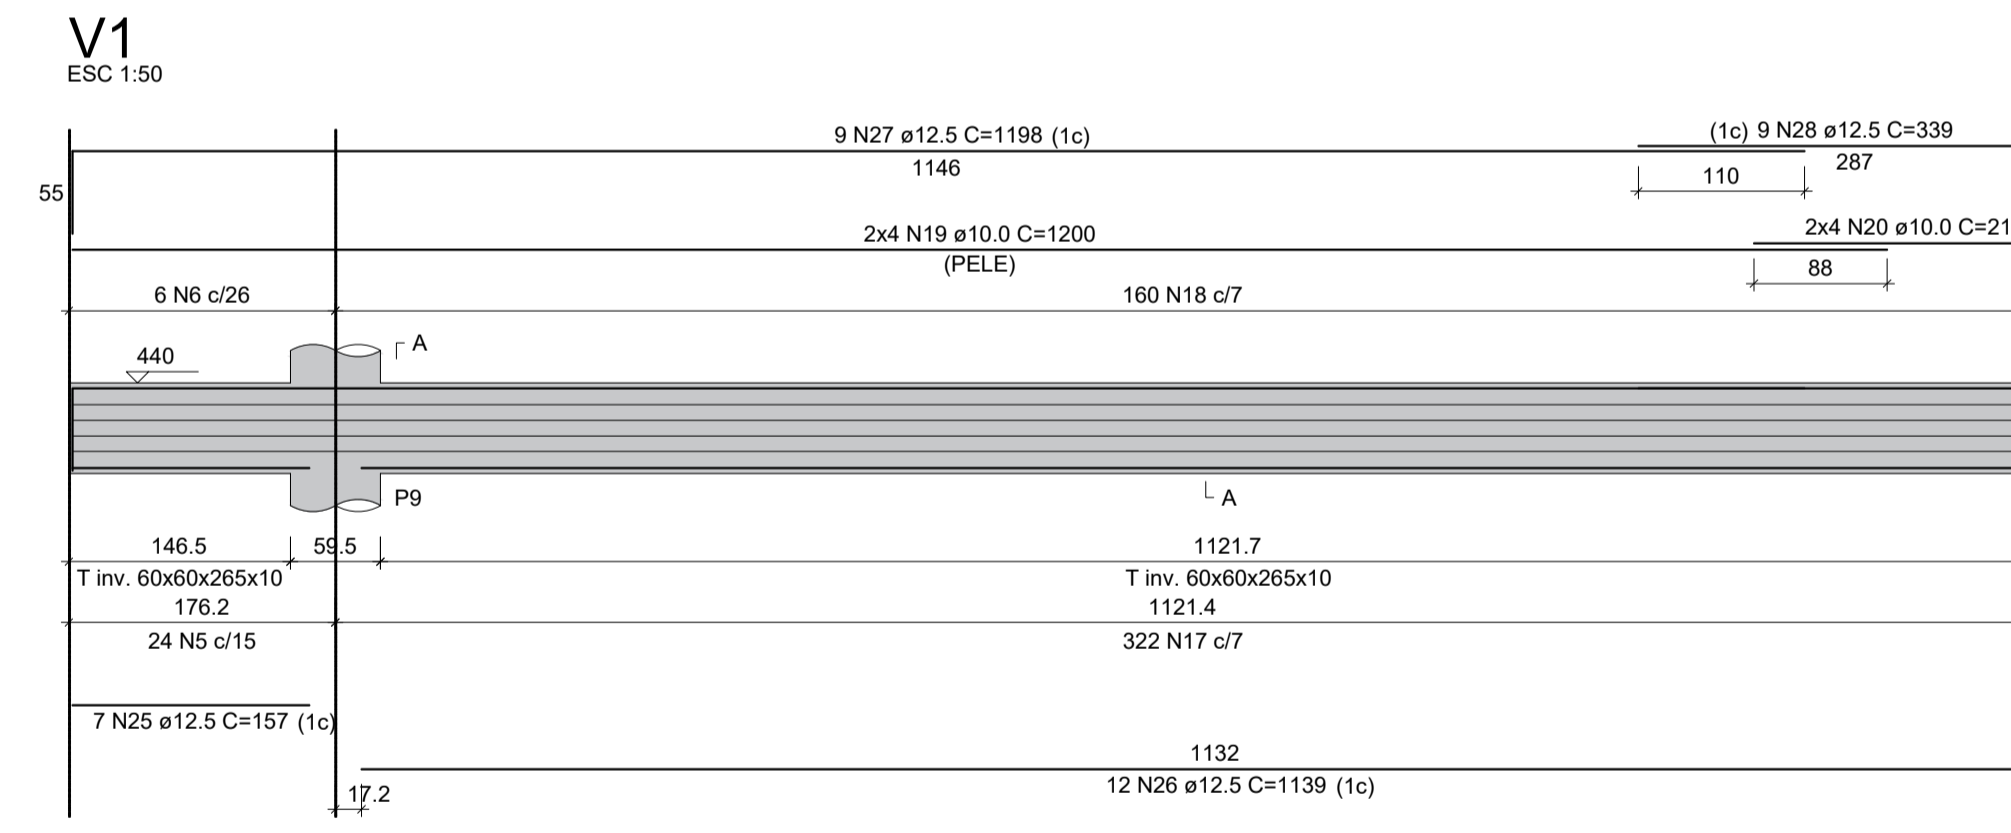 V1
ESC 1:50
9 N27 ø12.5 C=1198 (1c)
(1c) 9 N28 ø12.5 C=339
1146
287
110
55
2x4 N19 ø10.0 C=1200
2x4 N20 ø10.0 C=21
(PELE)
88
6 N6 c/26
160 N18 c/7
A
440
P9
A
146.5
59.5
1121.7
T inv. 60x60x265x10
T inv. 60x60x265x10
176.2
1121.4
24 N5 c/15
322 N17 c/7
7 N25 ø12.5 C=157 (1c)
1132
12 N26 ø12.5 C=1139 (1c)
17.2